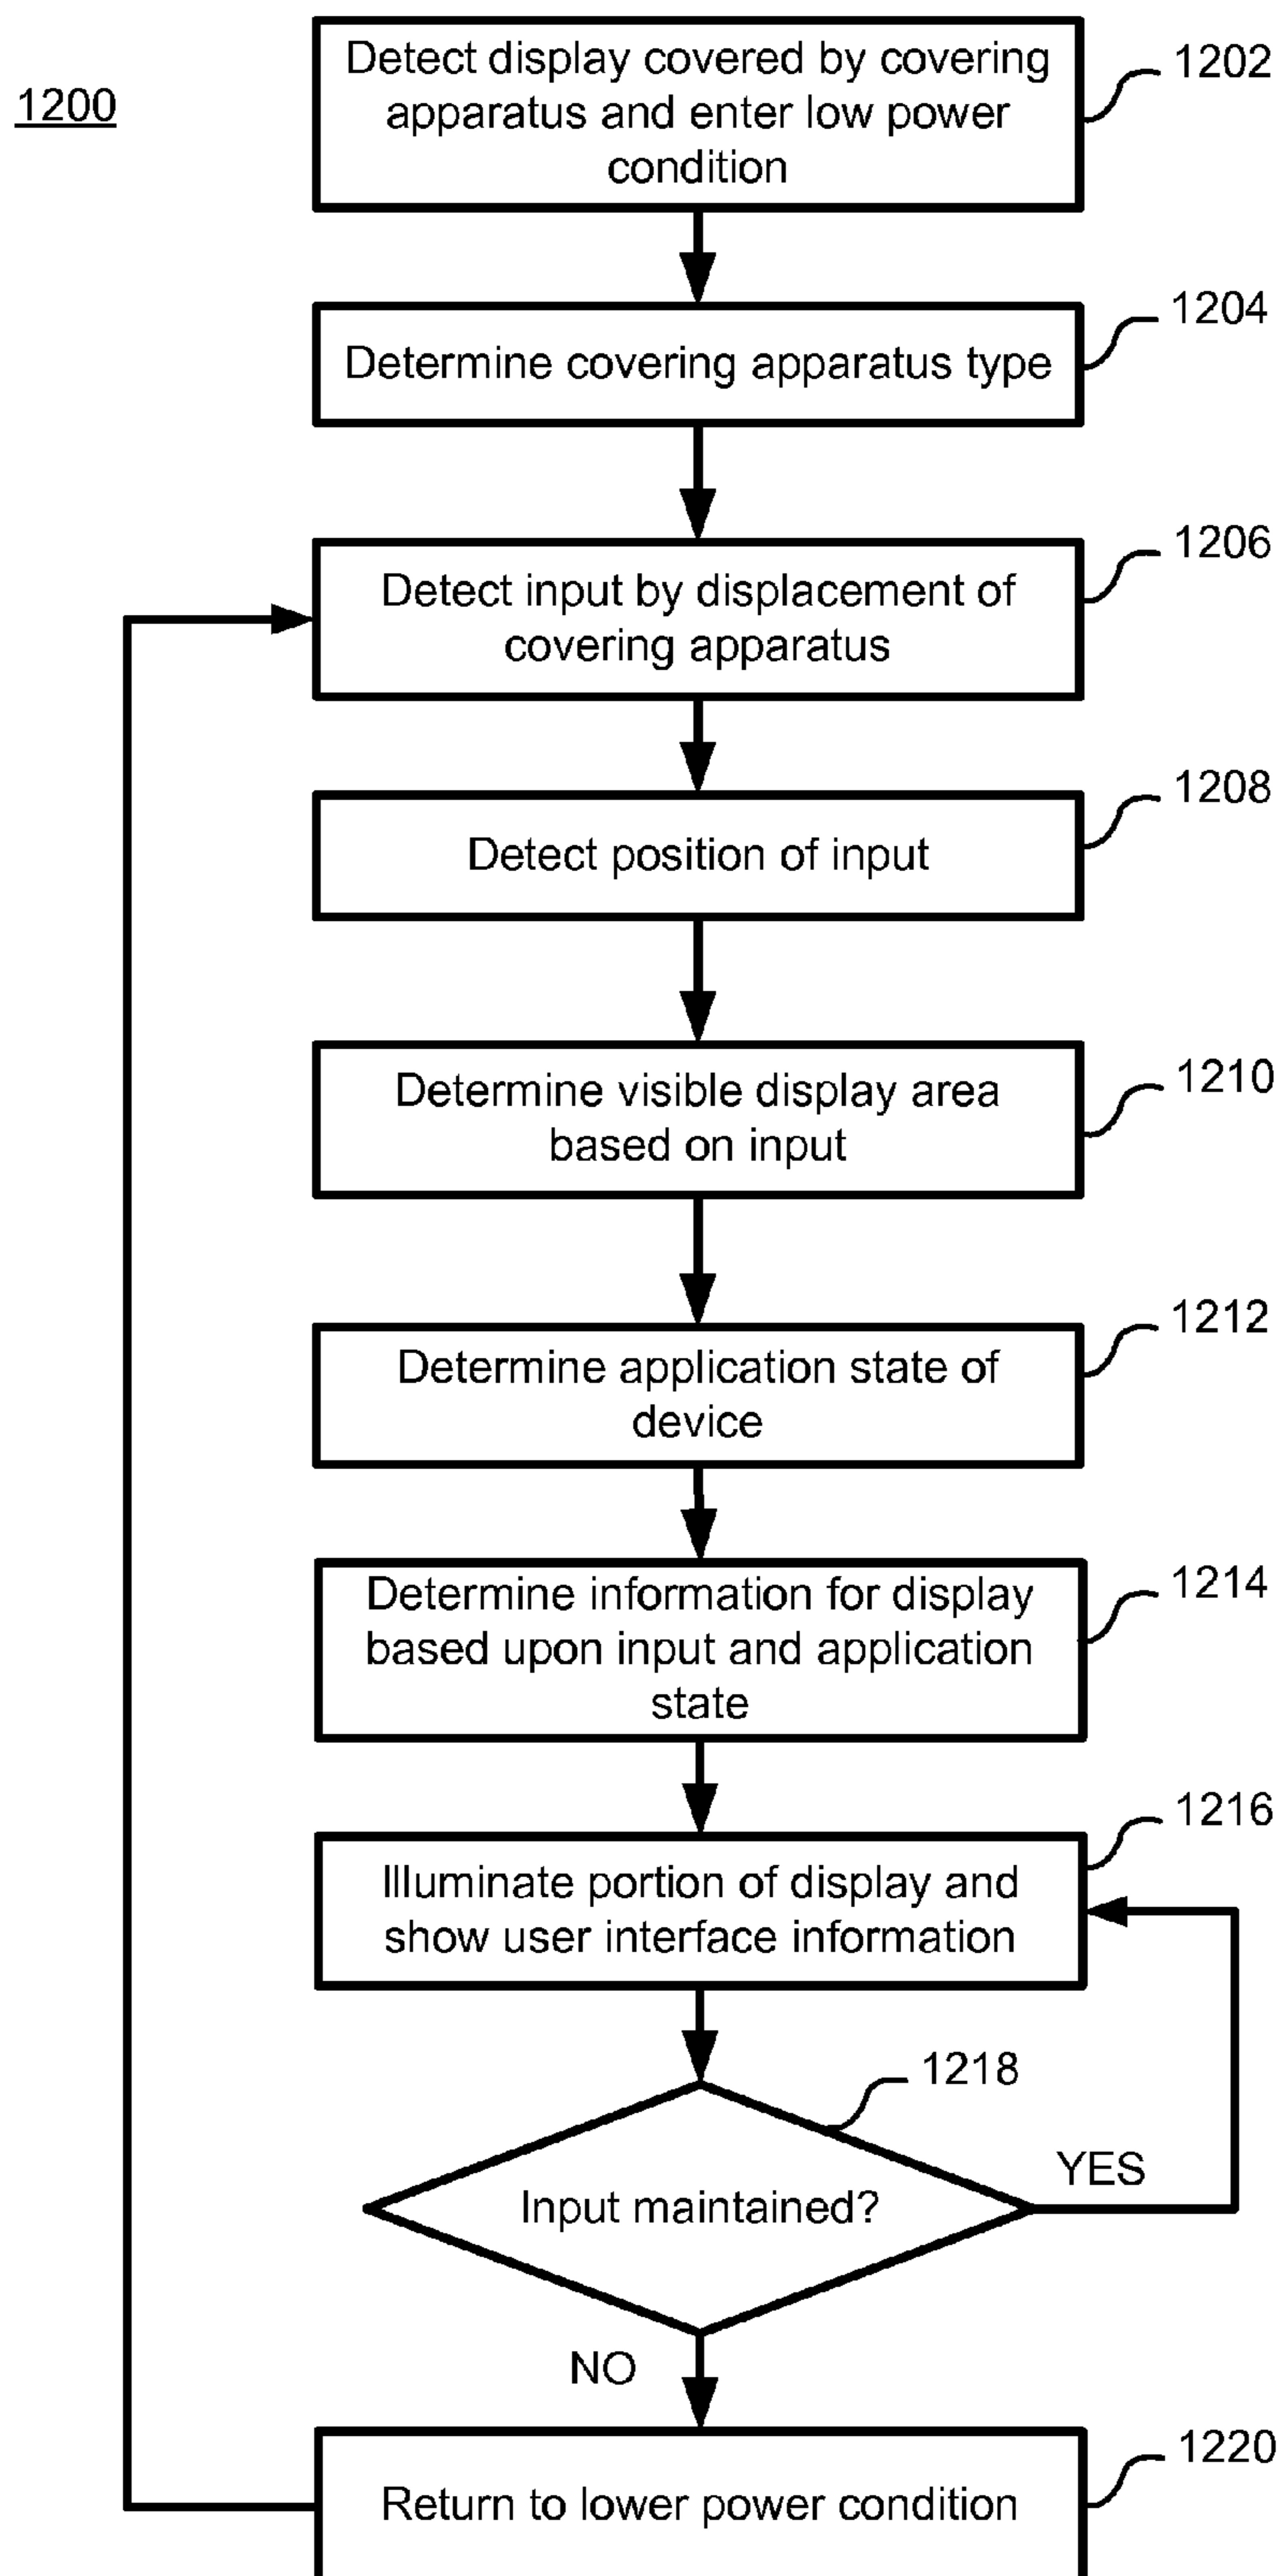 1200
Detect display covered by covering
apparatus and enter low power
condition
1202
Determine covering apparatus type
1204
Detect input by displacement of
covering apparatus
1206
Detect position of input
1208
Determine visible display area
based on input
1210
Determine application state of
device
1212
Determine information for display
based upon input and application
state
1214
Illuminate portion of display and
show user interface information
1216
Input maintained?
1218
YES
NO
Return to lower power condition
1220